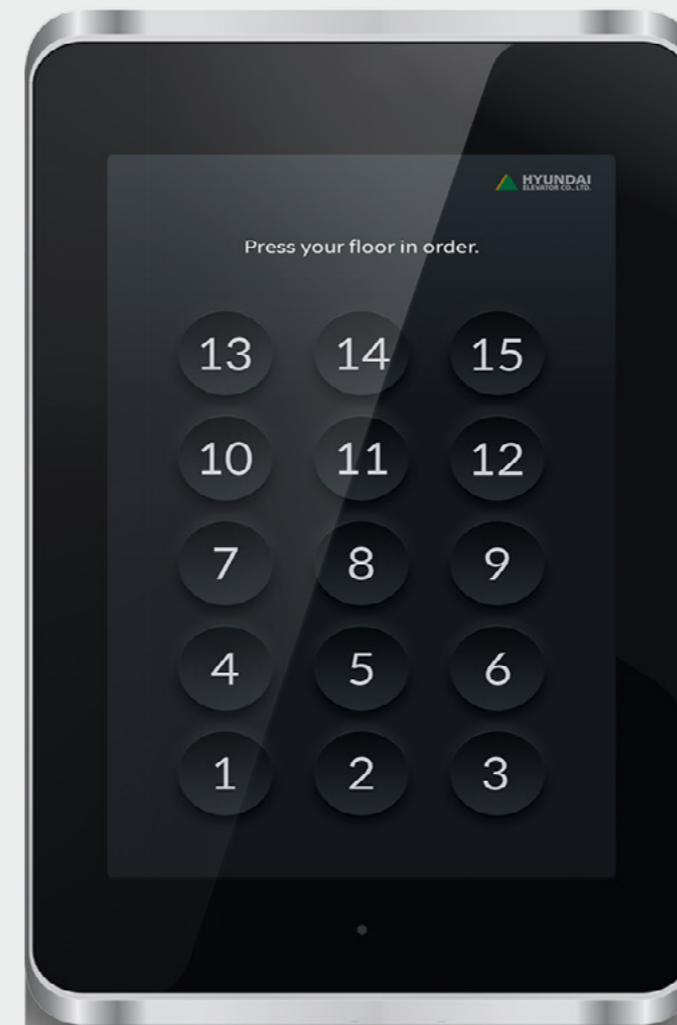 HYUNDAI
ELEVATOR CO., LTD.
Press your floor in order.
13 14 15
10 11 12
7 8 9
4 5 6
1 2 3